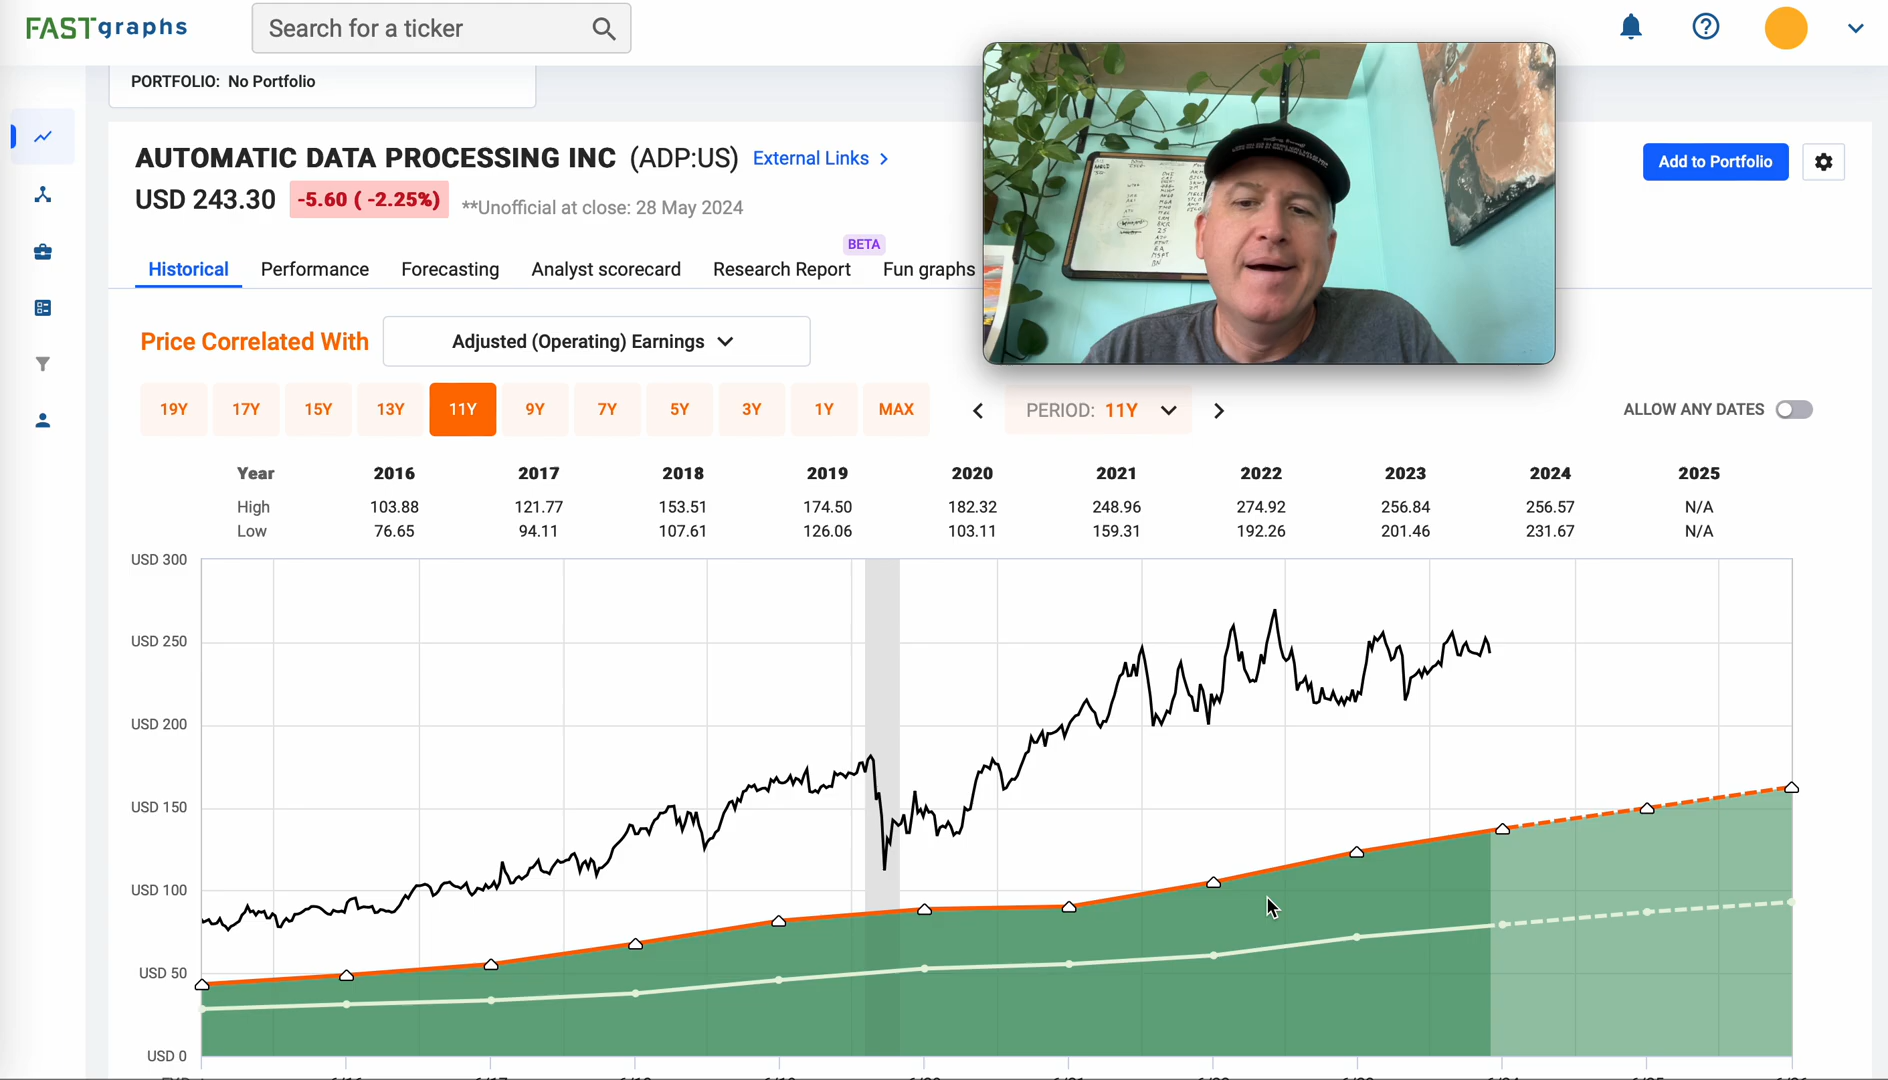 FASTgraphs
Search for a ticker
PORTFOLIO: No Portfolio
AUTOMATIC DATA PROCESSING INC (ADP:US) External Links >
Add to Portfolio
USD 243.30 -5.60 ( -2.25%) **Unofficial at close: 28 May 2024
BETA
Historical Performance Forecasting Analyst scorecard Research Report Fun graphs
Price Correlated With Adjusted (Operating) Earnings
19Y 17Y 15Y 13Y 11Y 9Y 7Y 5Y 3Y 1Y MAX PERIOD: 11Y ALLOW ANY DATES
Year 2016 2017 2018 2019 2020 2021 2022 2023 2024 2025
High 103.88 121.77 153.51 174.50 182.32 248.96 274.92 256.84 256.57 N/A
Low 76.65 94.11 107.61 126.06 103.11 159.31 192.26 201.46 231.67 N/A
USD 300
USD 250
USD 200
USD 150
USD 100
USD 50
USD 0